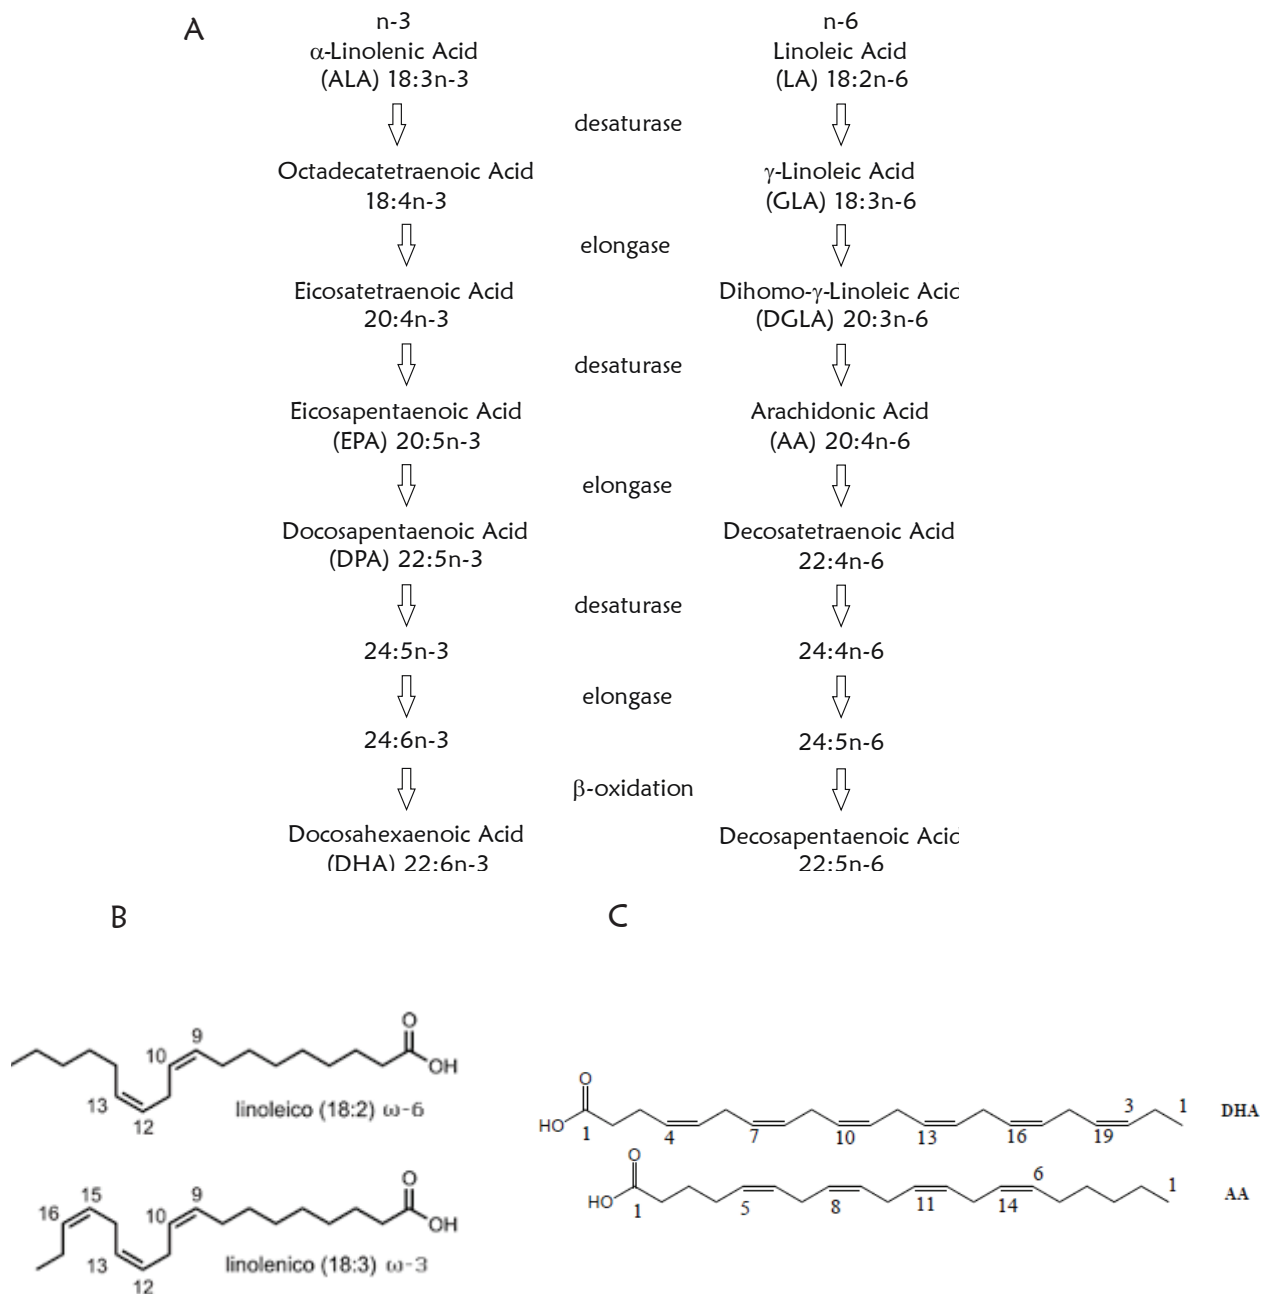 A
n-3
α-Linolenic Acid
(ALA) 18:3n-3
n-6
Linoleic Acid
(LA) 18:2n-6
desaturase
Octadecatetraenoic Acid
18:4n-3
γ-Linoleic Acid
(GLA) 18:3n-6
elongase
Eicosatetraenoic Acid
20:4n-3
Dihomo-γ-Linoleic Acid
(DGLA) 20:3n-6
desaturase
Eicosapentaenoic Acid
(EPA) 20:5n-3
Arachidonic Acid
(AA) 20:4n-6
elongase
Docosapentaenoic Acid
(DPA) 22:5n-3
Decosatetraenoic Acid
22:4n-6
desaturase
24:5n-3
24:4n-6
elongase
24:6n-3
24:5n-6
β-oxidation
Docosahexaenoic Acid
(DHA) 22:6n-3
Decosapentaenoic Acid
22:5n-6
B
O
OH
9
10
13
12
linoleico (18:2) ω-6
O
OH
9
10
15
16
13
12
linolenico (18:3) ω-3
C
O
HO
1
4
7
10
13
16
19
3
1
DHA
O
HO
1
5
8
11
14
6
1
AA